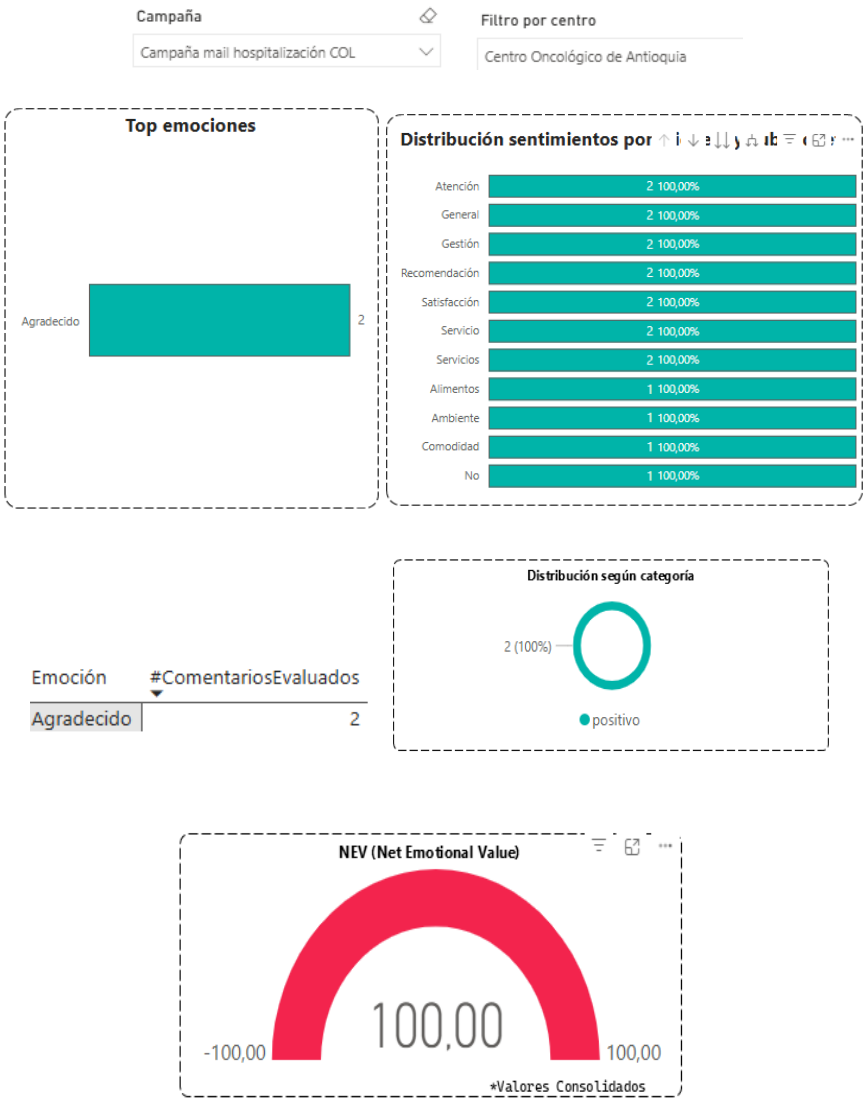 Campaña
Filtro por centro
Campaña mail hospitalización COL
Centro Oncológico de Antioquia
Top emociones
Agradecido
2
Distribución sentimientos por
Atención 2 100,00%
General 2 100,00%
Gestión 2 100,00%
Recomendación 2 100,00%
Satisfacción 2 100,00%
Servicio 2 100,00%
Servicios 2 100,00%
Alimentos 1 100,00%
Ambiente 1 100,00%
Comodidad 1 100,00%
No 1 100,00%
Distribución según categoría
2 (100%)
positivo
Emoción #ComentariosEvaluados
Agradecido 2
NEV (Net Emotional Value)
100,00
-100,00
100,00
*Valores Consolidados